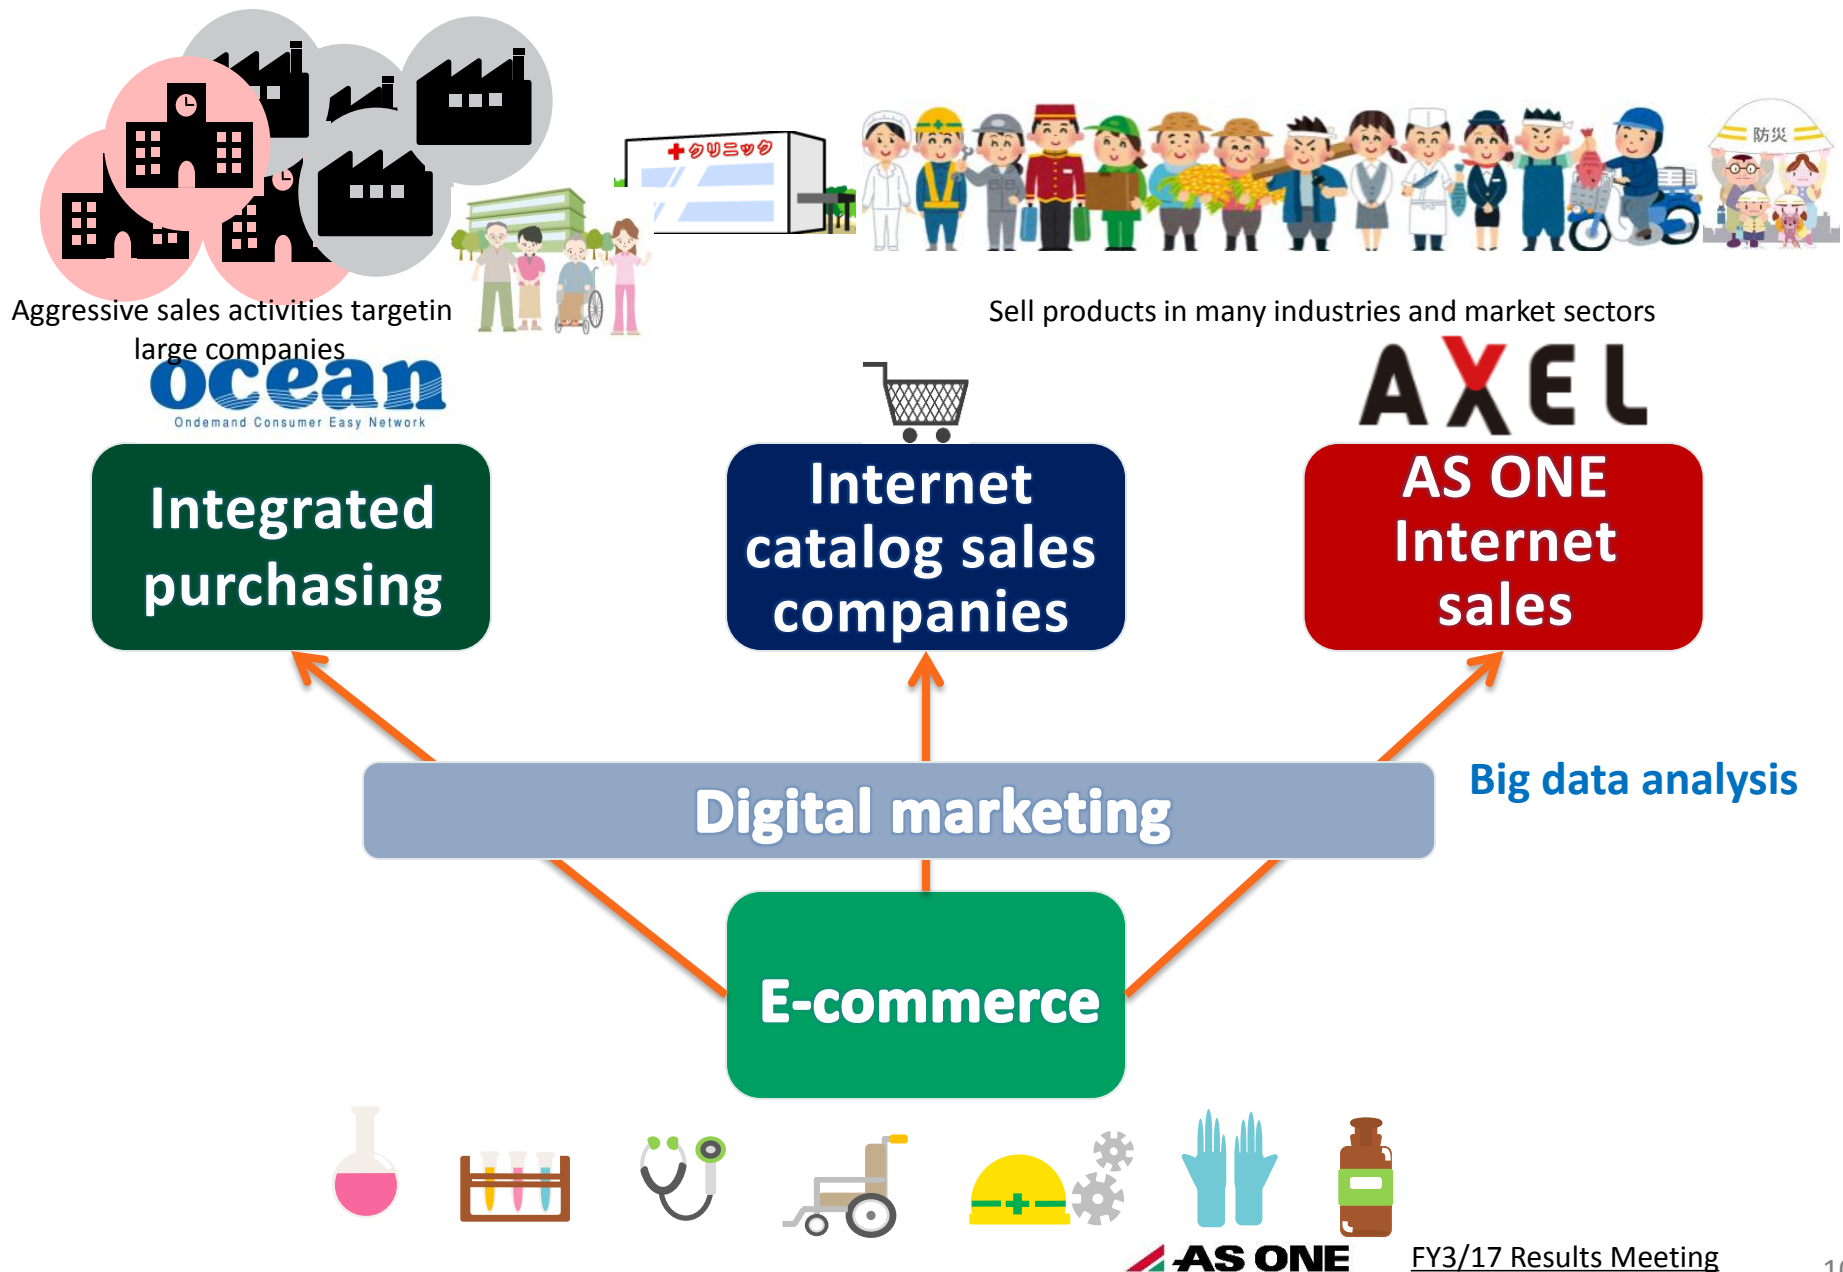 クリニック
防災
Aggressive sales activities targetin
large companies
Sell products in many industries and market sectors
ocean
Ondemand Consumer Easy Network
AXEL
Integrated
purchasing
Internet
catalog sales
companies
AS ONE
Internet
sales
Digital marketing
Big data analysis
E-commerce
AS ONE
FY3/17 Results Meeting